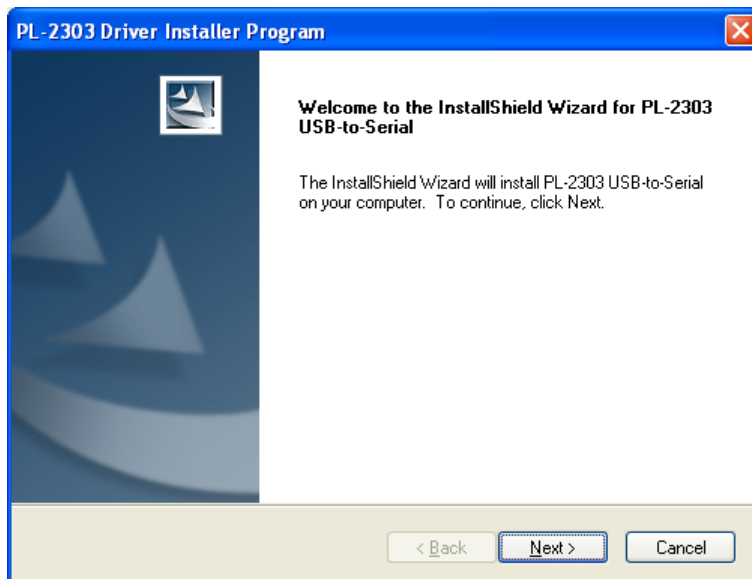 PL-2303 Driver Installer Program
Welcome to the InstallShield Wizard for PL-2303
USB-to-Serial
The InstallShield Wizard will install PL-2303 USB-to-Serial
on your computer.  To continue, click Next.
< Back
Next >
Cancel